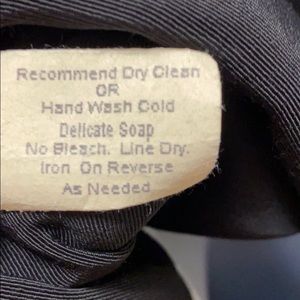 Recommend Dry Clean
OR
Hand Wash Cold
Delicate Soap
No Bleach. Line Dry.
Iron On Reverse
As Needed